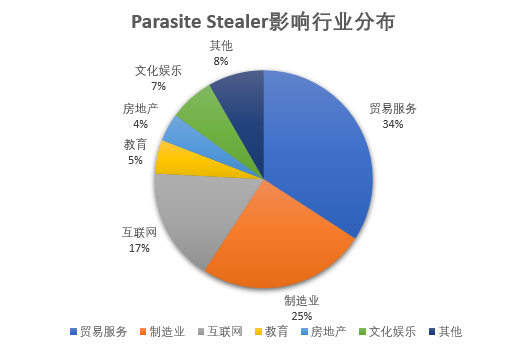 Parasite Stealer影响行业分布
其他
8%
文化娱乐
7%
房地产
4%
教育
5%
互联网
17%
贸易服务
34%
制造业
25%
贸易服务 制造业 互联网 教育 房地产 文化娱乐 其他